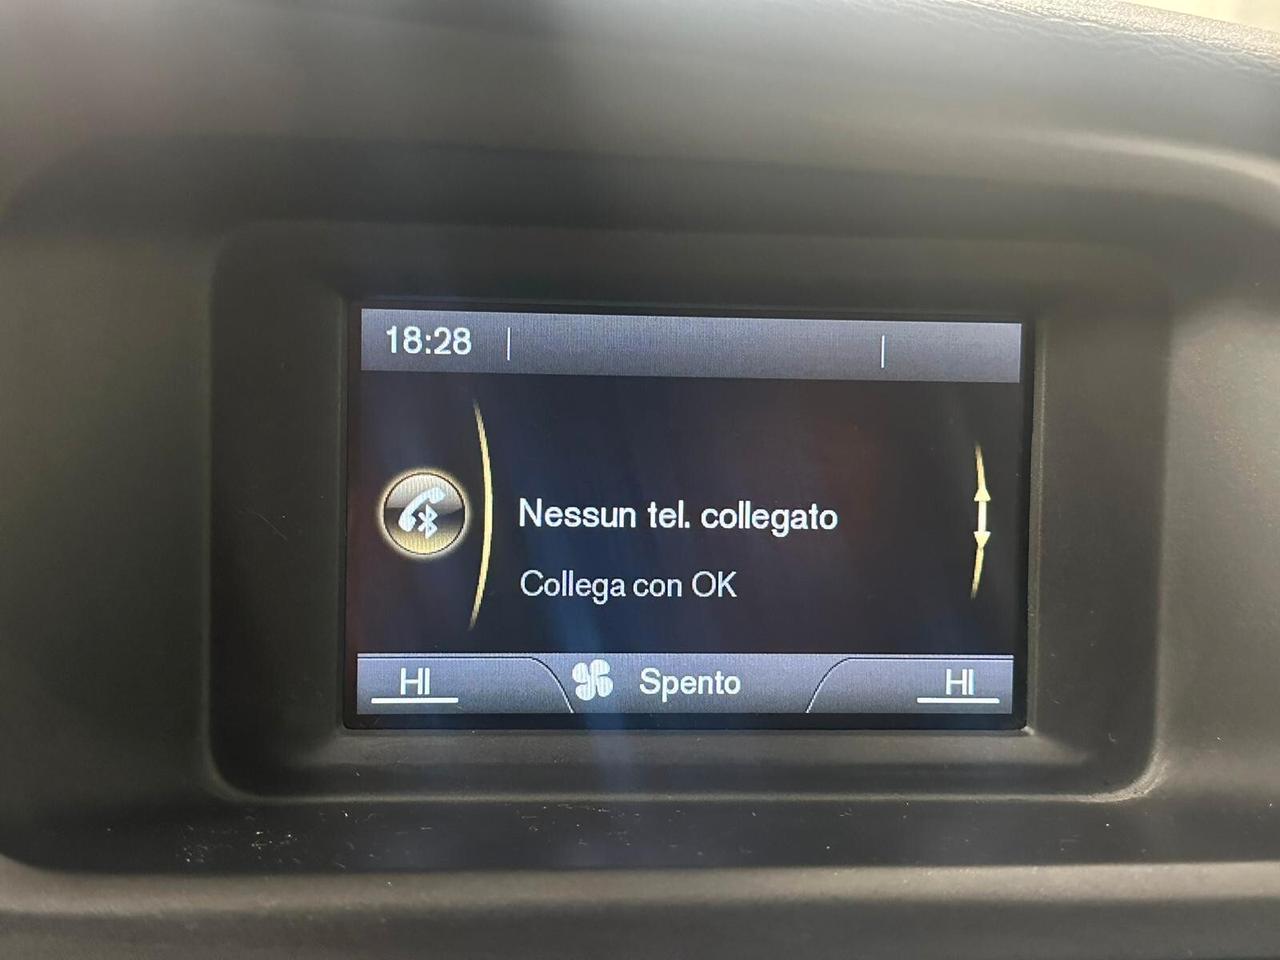 18:28
Nessun tel. collegato
Collega con OK
HI Spento HI